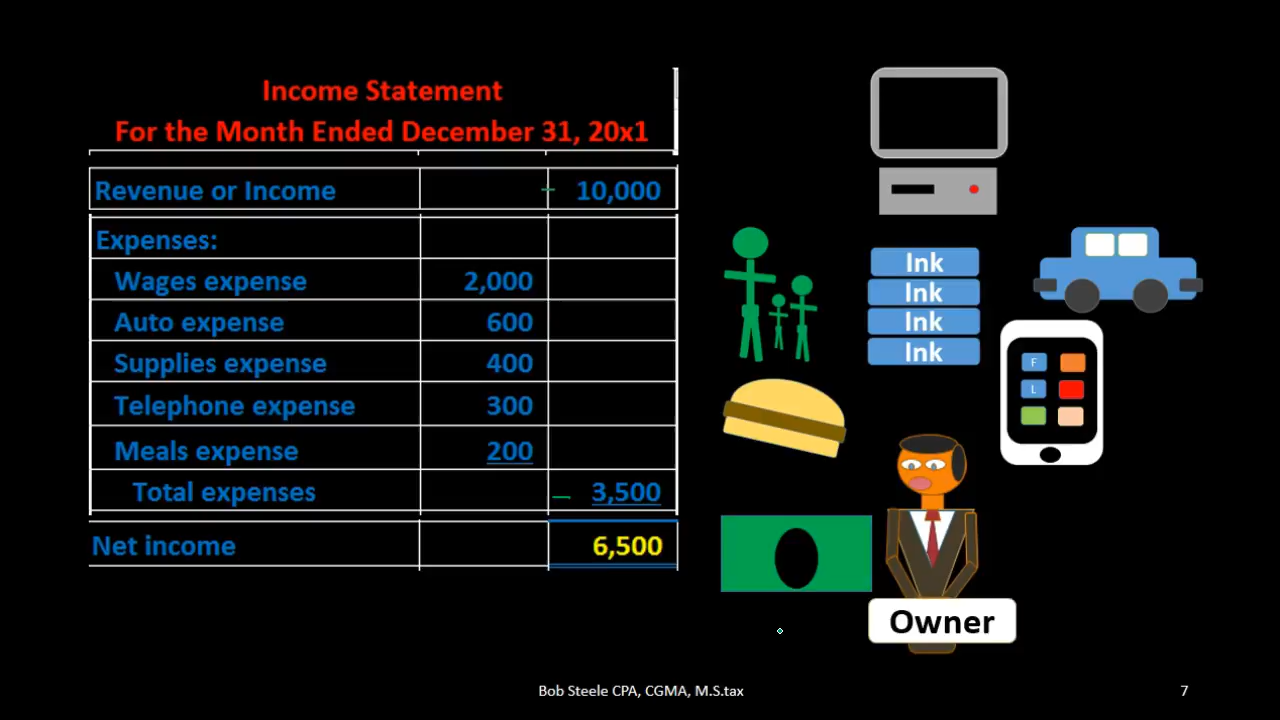 Income Statement
For the Month Ended December 31, 20x1
Revenue or Income 10,000
Expenses:
Wages expense 2,000
Auto expense 600
Supplies expense 400
Telephone expense 300
Meals expense 200
Total expenses 3,500
Net income 6,500
Ink
Ink
Ink
Ink
F
L
Owner
Bob Steele CPA, CGMA, M.S.tax 7